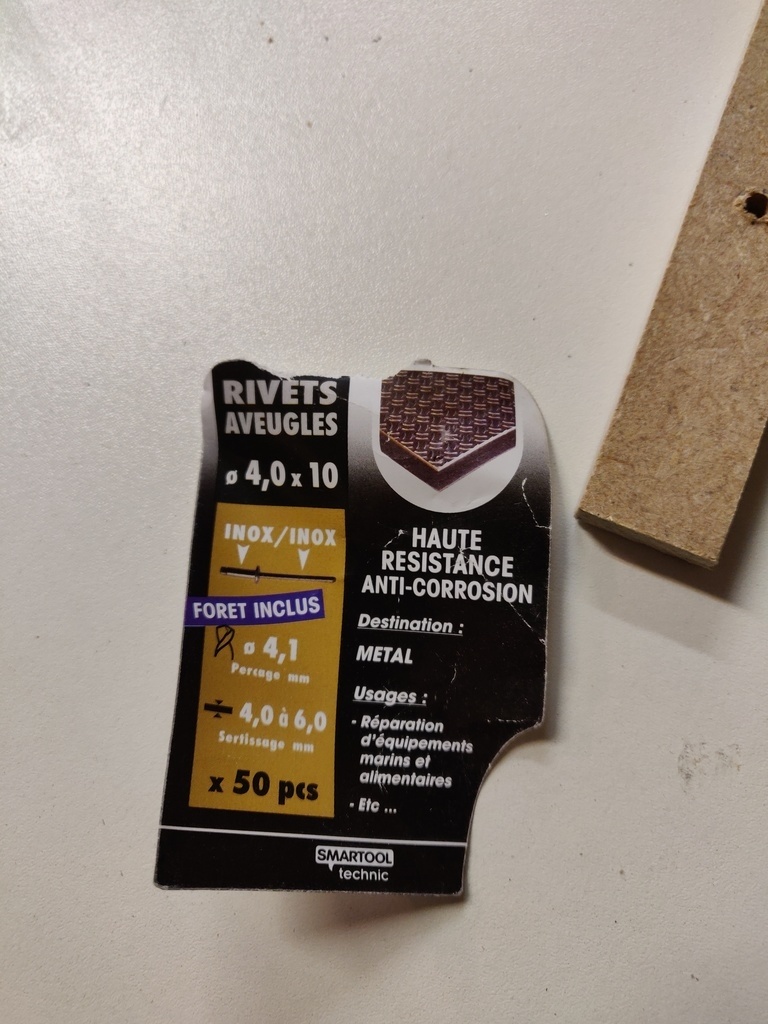 RIVETS
AVEUGLES
ø 4,0 x 10
INOX/INOX
FORET INCLUS
ø 4,1
Percage mm
4,0 à 6,0
Sertissage mm
x 50 pcs
HAUTE
RESISTANCE
ANTI-CORROSION
Destination :
METAL
Usages :
- Réparation
d'équipements
marins et
alimentaires
- Etc ...
SMARTOOL
technic